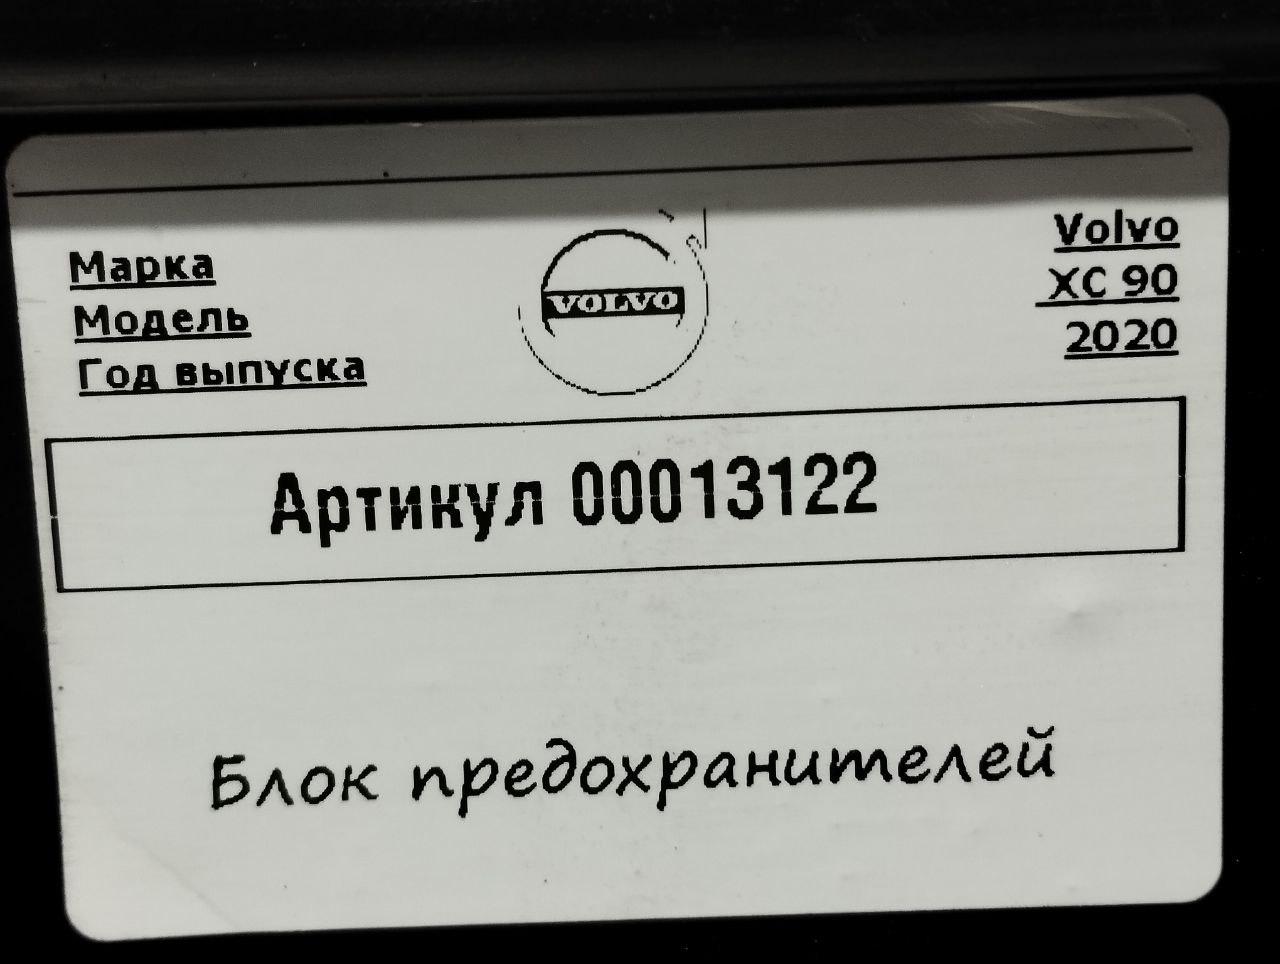 Марка VOLVO Volvo
Модель XC 90
Год выпуска 2020
Артикул 00013122
Блок предохранителей